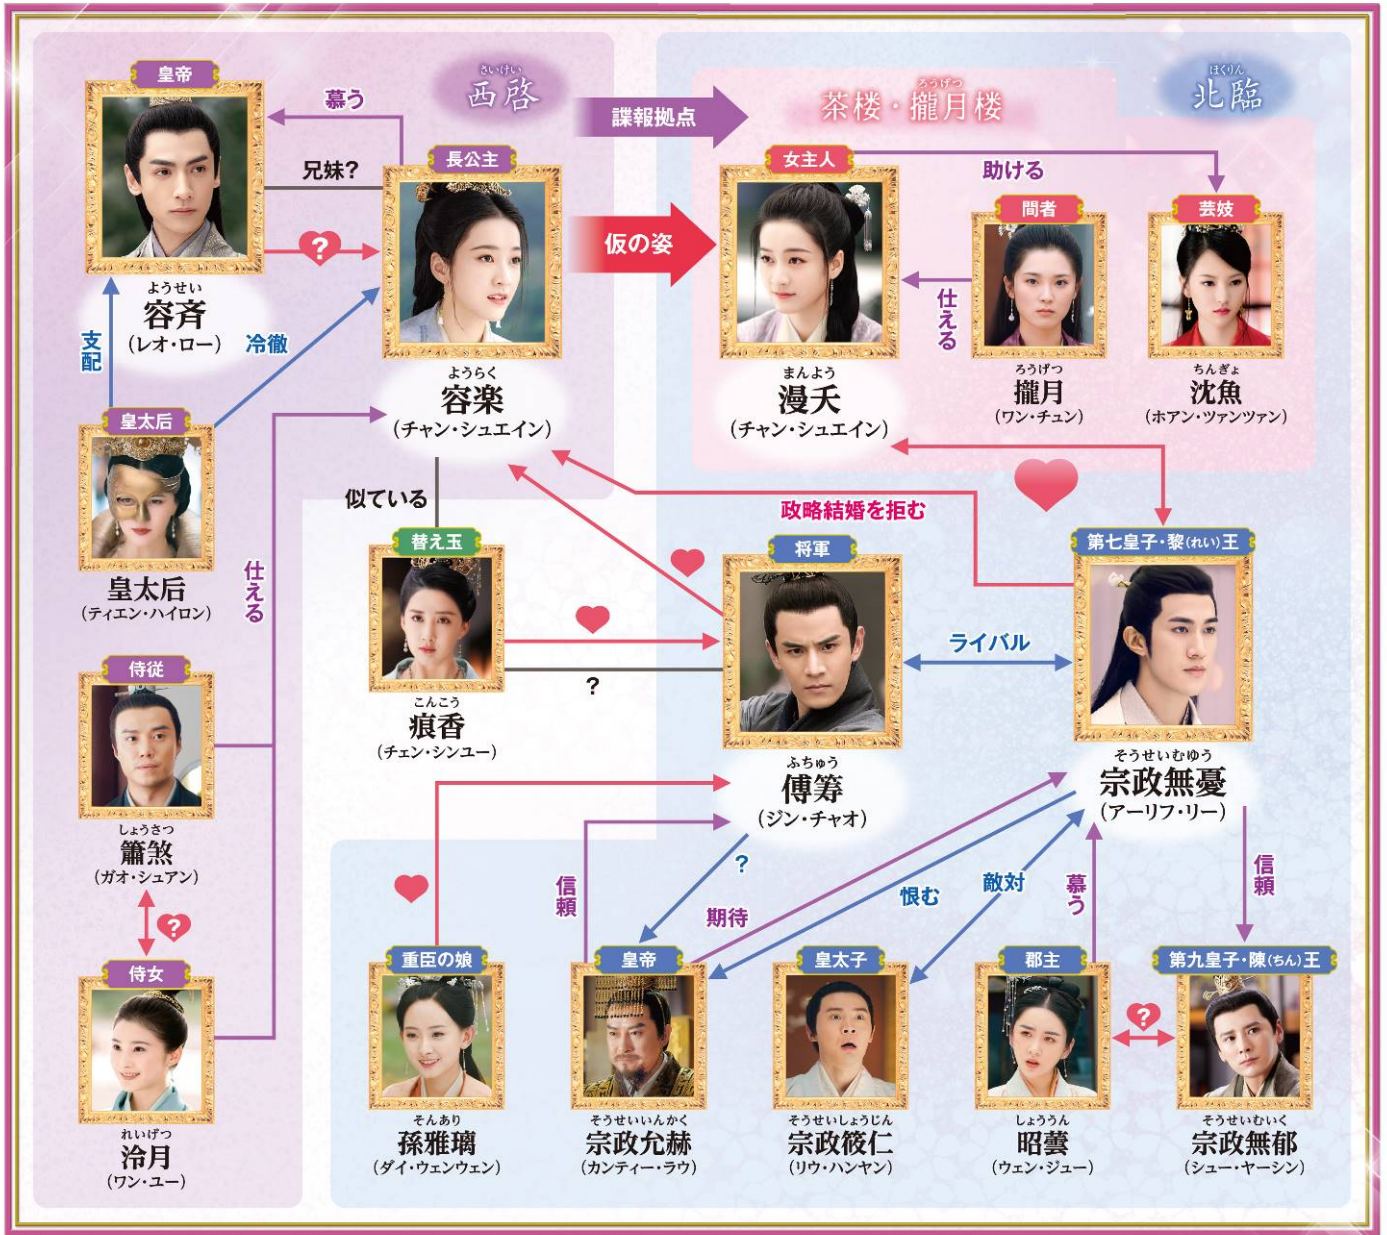 さいけい
西啓
皇帝
ようせい
容斉
(レオ・ロー)
慕う
兄妹?
?
長公主
ようらく
容楽
(チャン・シュエイン)
支配
冷徹
皇太后
皇太后
(ティエン・ハイロン)
仕える
侍従
しょうさつ
簫煞
(ガオ・シュアン)
?
侍女
れいげつ
泠月
(ワン・ユー)
諜報拠点
仮の姿
ほくりん
北臨
ろうげつ
茶楼・攏月楼
女主人
まんよう
漫夭
(チャン・シュエイン)
助ける
間者
ろうげつ
攏月
(ワン・チュン)
仕える
芸妓
ちんぎょ
沈魚
(ホアン・ツァンツァン)
似ている
替え玉
こんこう
痕香
(チェン・シンユー)
?
政略結婚を拒む
将軍
ふちゅう
傅筹
(ジン・チャオ)
ライバル
第七皇子・黎(れい)王
そうせいむゆう
宗政無憂
(アーリフ・リー)
信頼
?
期待
恨む
敵対
慕う
信頼
重臣の娘
そんあり
孫雅璃
(ダイ・ウェンウェン)
皇帝
そうせいいんかく
宗政允赫
(カンティー・ラウ)
皇太子
そうせいしょうじん
宗政筱仁
(リウ・ハンヤン)
郡主
しょううん
昭蕓
(ウェン・ジュー)
?
第九皇子・陳(ちん)王
そうせいむいく
宗政無郁
(シュー・ヤーシン)